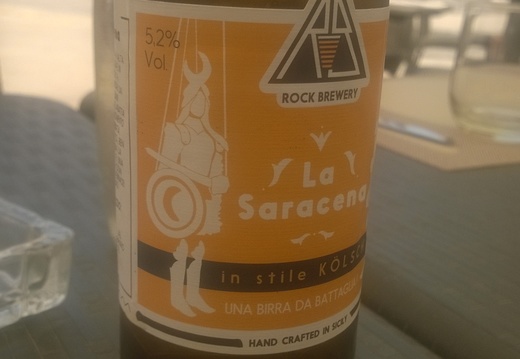 5,2%
Vol.
ROCK BREWERY
La
Saracena
in stile KÖLSCH
UNA BIRRA DA BATTAGLIA
HAND CRAFTED IN SICILY